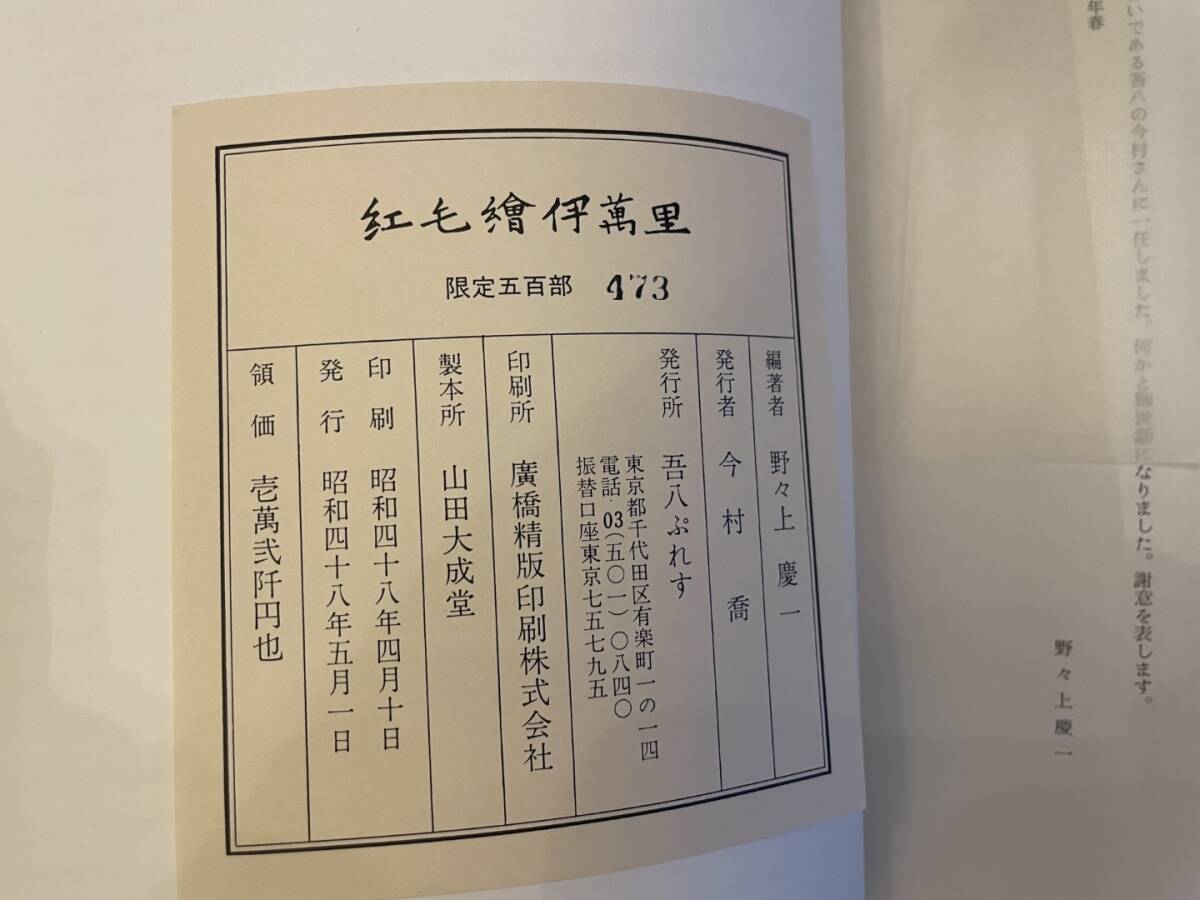 年春
いである吾八の今村さんに一任しました。何かと御世話になりました。謝意を表します。
野々上慶一
紅毛繪伊萬里
限定五百部 473
編著者 野々上慶一
発行者 今村喬
発行所 吾八ぷれす
東京都千代田区有楽町一の一四
電話・03(五〇一)〇八四〇
振替口座東京七五七九五
印刷所 廣橋精版印刷株式会社
製本所 山田大成堂
印刷 昭和四十八年四月十日
発行 昭和四十八年五月一日
領価 壱萬弐阡円也